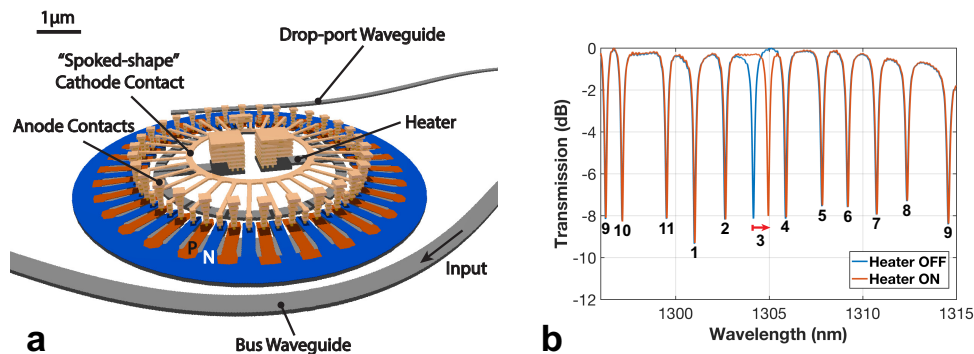 1μm
Drop-port Waveguide
“Spoked-shape”
Cathode Contact
Anode Contacts
Heater
P
N
Input
Bus Waveguide
a
0
-2
-4
-6
-8
-10
-12
Transmission (dB)
9 10 11 1 2 3 4 5 6 7 8 9
Heater OFF
Heater ON
1300 1305 1310 1315
Wavelength (nm)
b